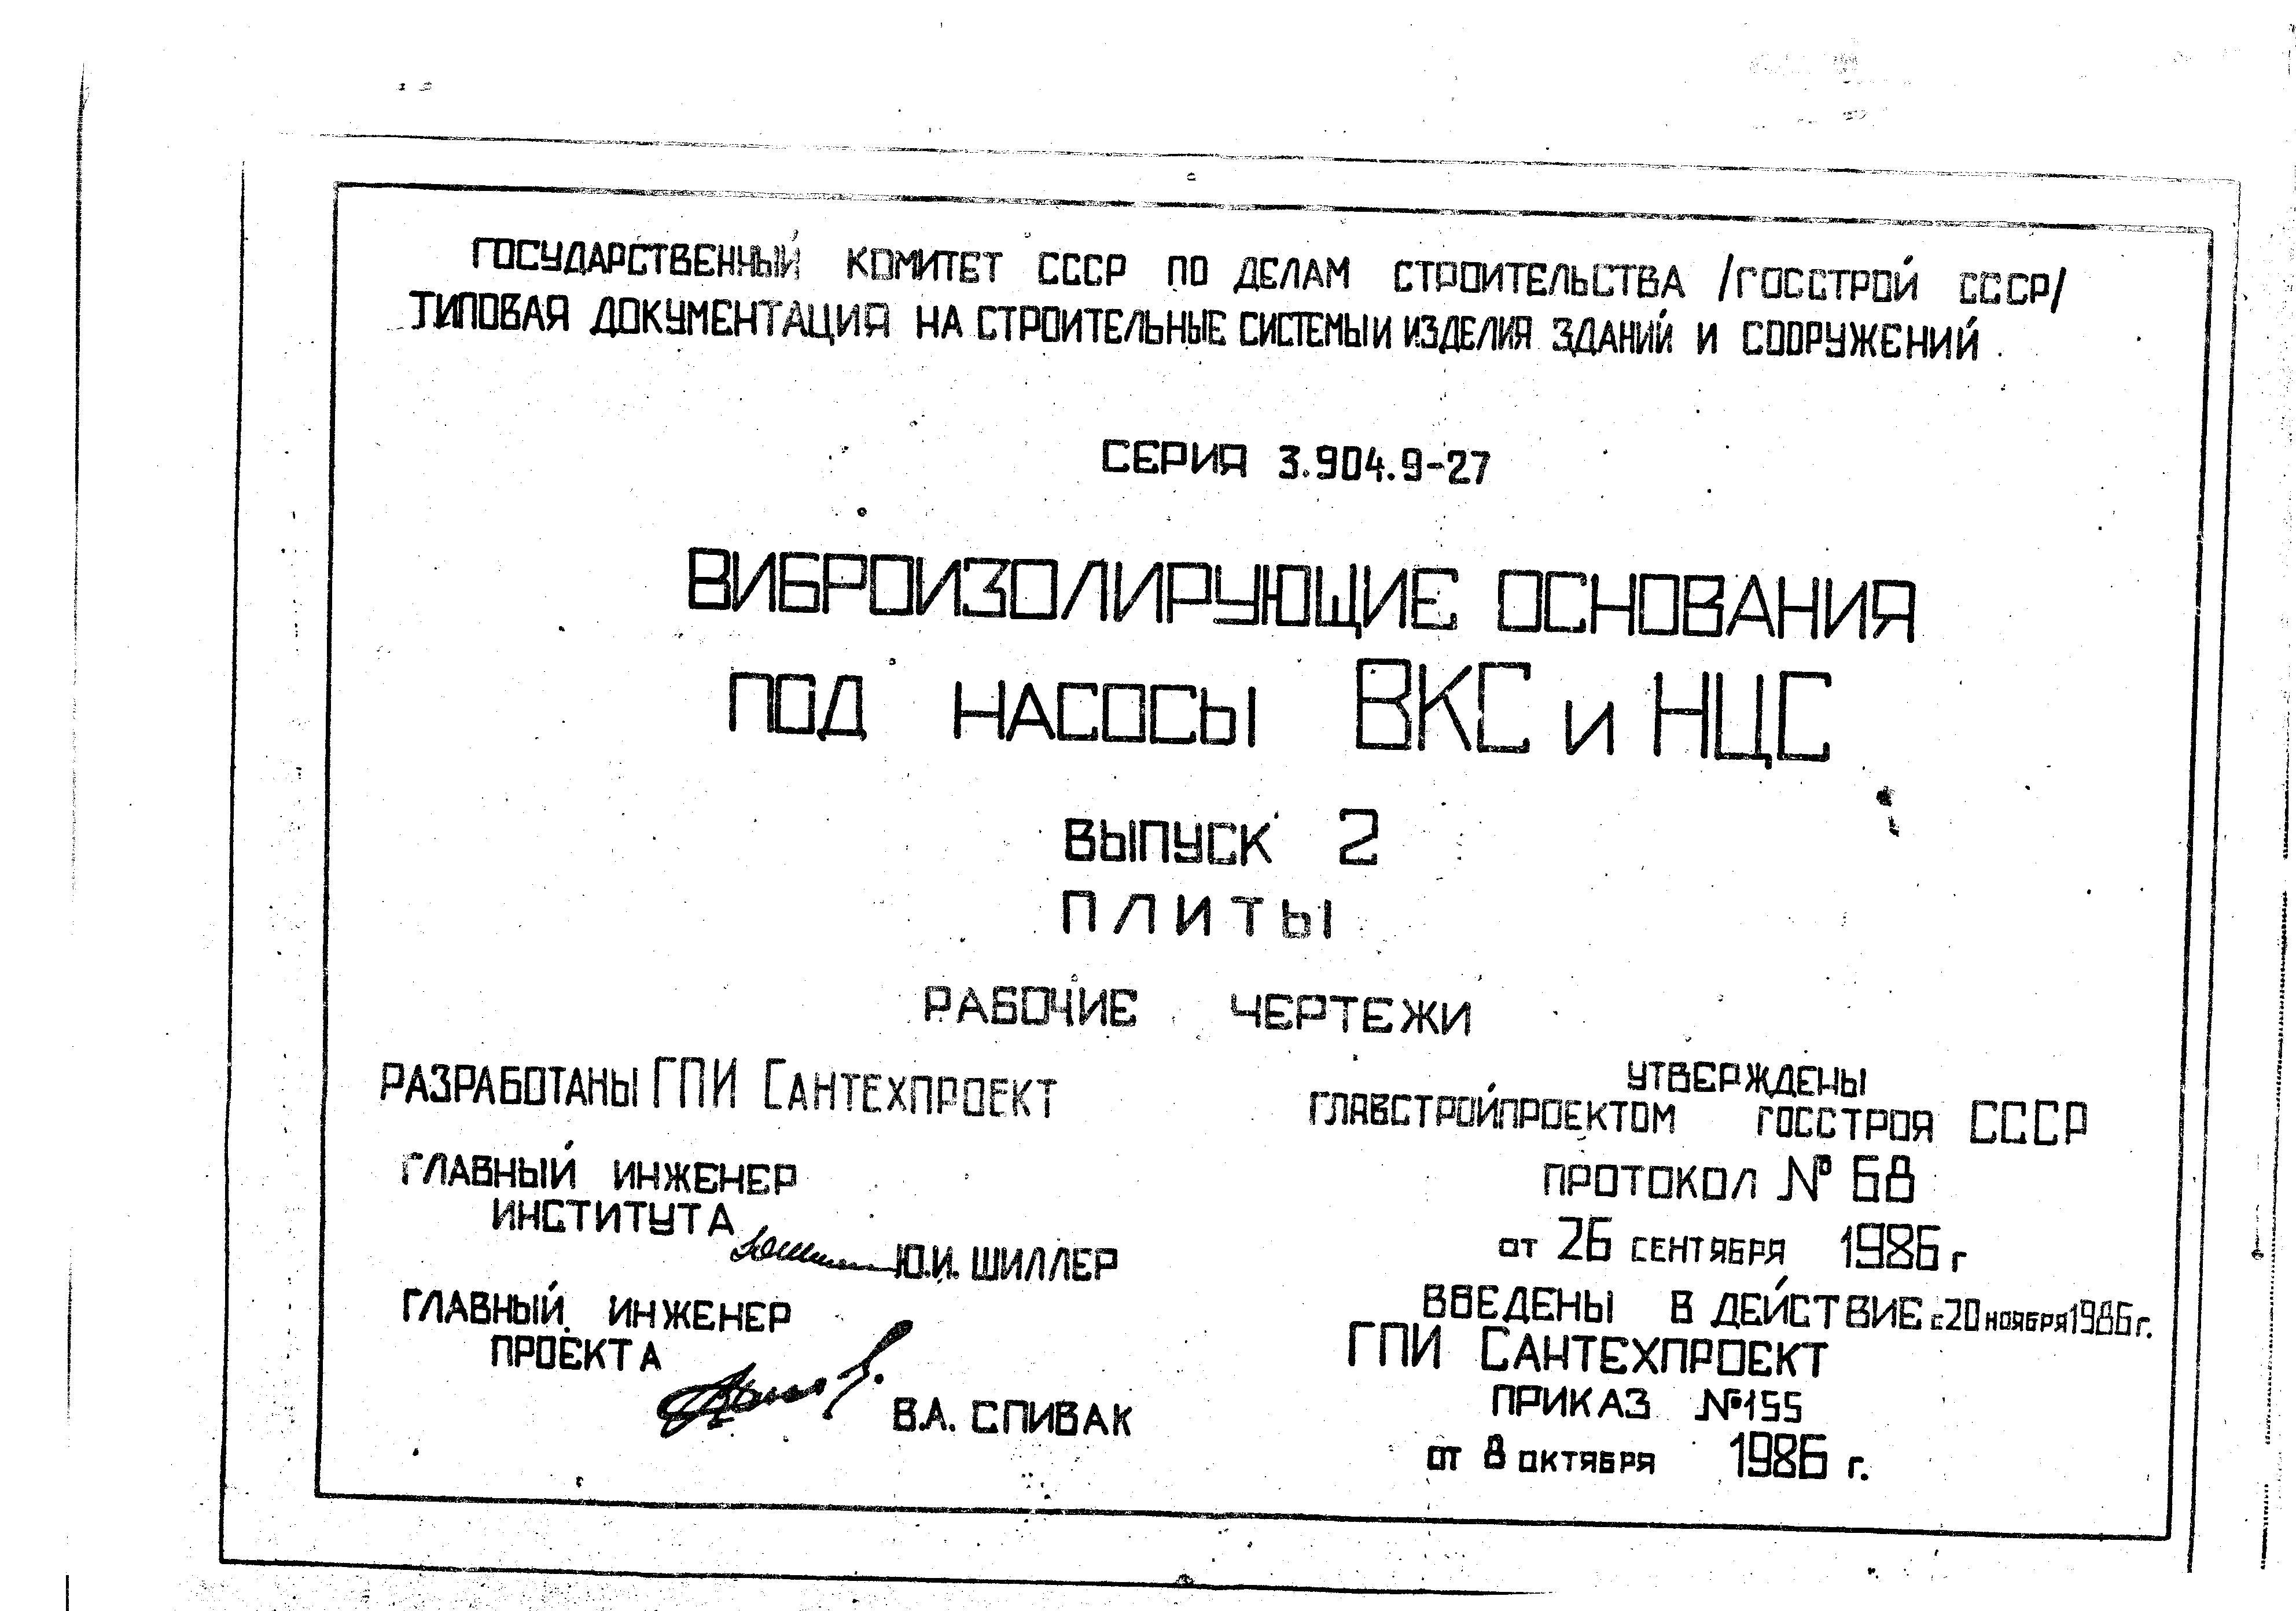 ГОСУДАРСТВЕННЫЙ КОМИТЕТ СССР ПО ДЕЛАМ СТРОИТЕЛЬСТВА /ГОССТРОЙ СССР/
ТИПОВАЯ ДОКУМЕНТАЦИЯ НА СТРОИТЕЛЬНЫЕ СИСТЕМЫ И ИЗДЕЛИЯ ЗДАНИЙ И СООРУЖЕНИЙ
СЕРИЯ 3.904.9-27
ВИБРОИЗОЛИРУЮЩИЕ ОСНОВАНИЯ
ПОД НАСОСЫ ВКС и НЦС
ВЫПУСК 2
ПЛИТЫ
РАБОЧИЕ ЧЕРТЕЖИ
РАЗРАБОТАНЫ ГПИ САНТЕХПРОЕКТ
ГЛАВНЫЙ ИНЖЕНЕР
ИНСТИТУТА Ю.И. ШИЛЛЕР
ГЛАВНЫЙ ИНЖЕНЕР
ПРОЕКТА В.А. СПИВАК
УТВЕРЖДЕНЫ
ГЛАВСТРОЙПРОЕКТОМ ГОССТРОЯ СССР
ПРОТОКОЛ № 68
от 26 СЕНТЯБРЯ 1986 г
ВВЕДЕНЫ В ДЕЙСТВИЕ с 20 НОЯБРЯ 1986 г.
ГПИ САНТЕХПРОЕКТ
ПРИКАЗ №155
от 8 ОКТЯБРЯ 1986 г.